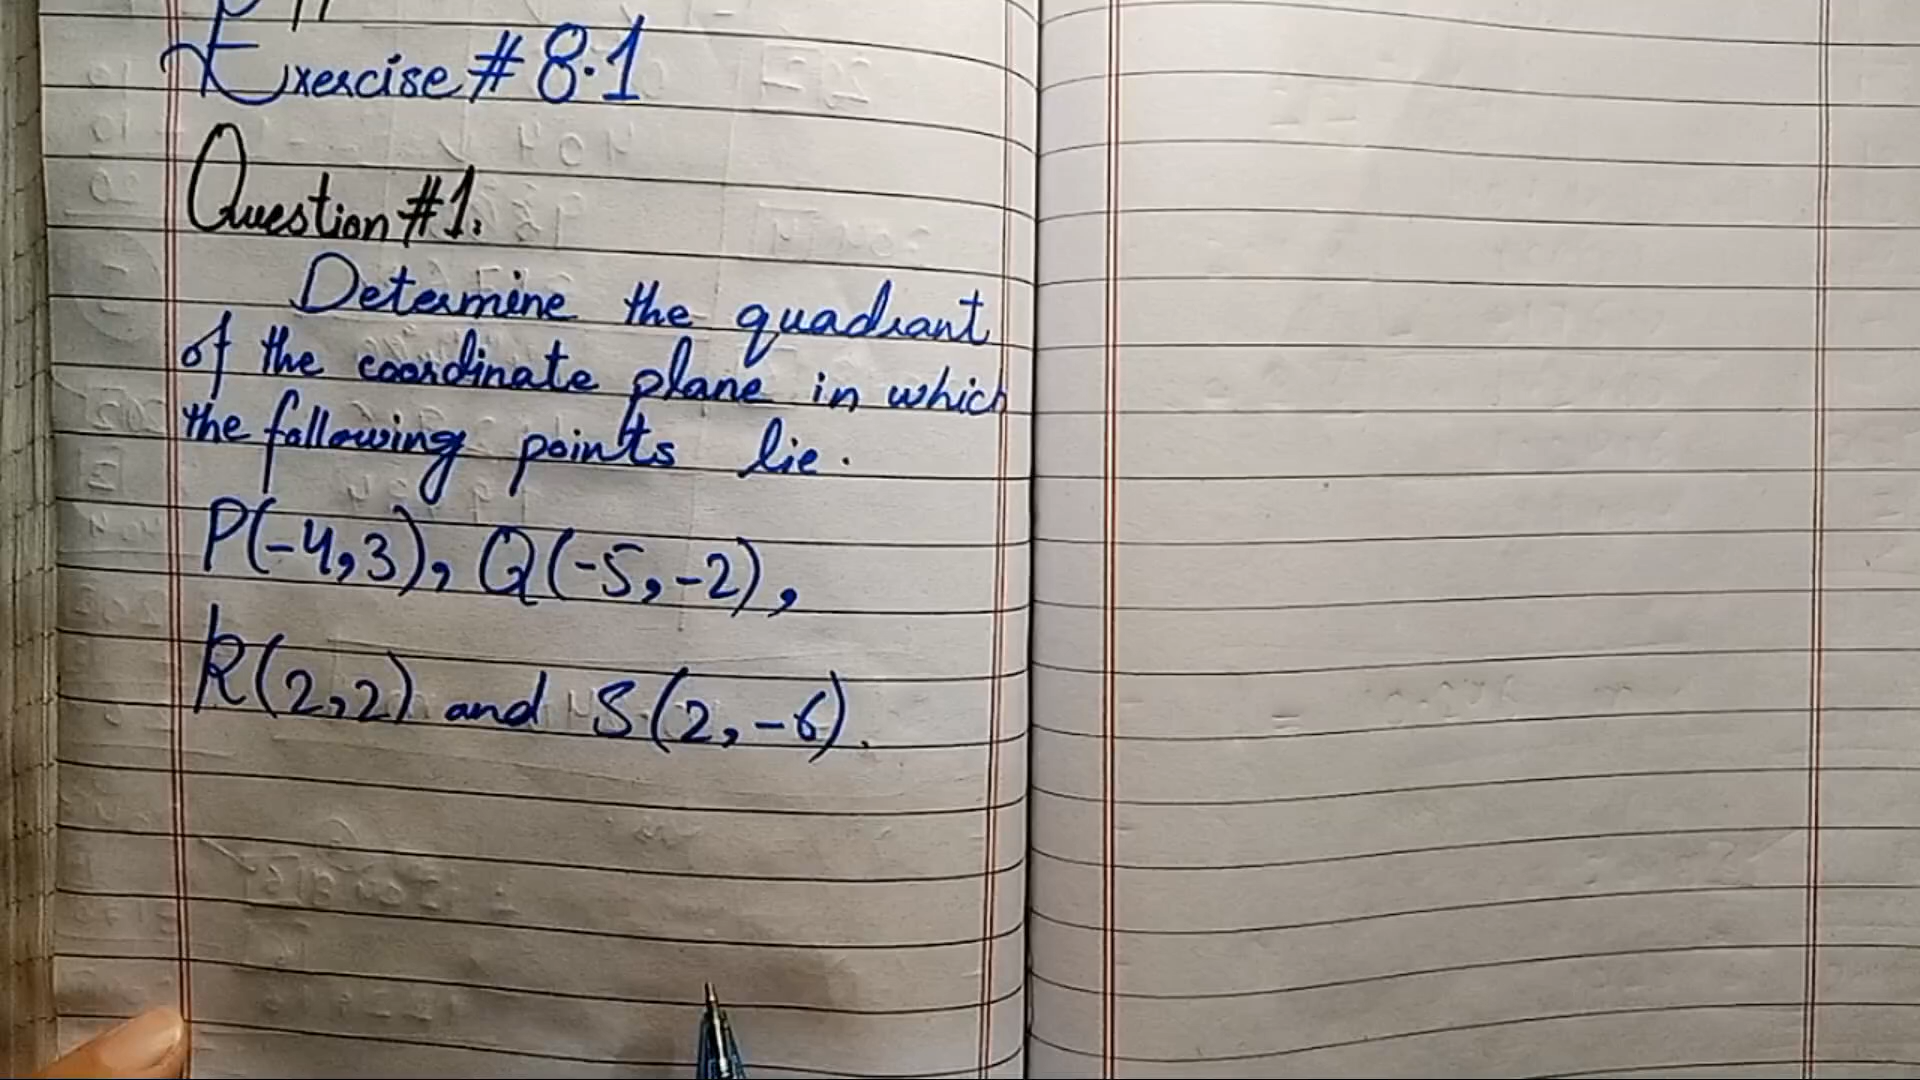 Exercise # 8.1
Question #1.
Determine the quadrant
of the coordinate plane in which
the following points lie.
P(-4,3), Q(-5,-2),
R(2,2) and S(2,-6).